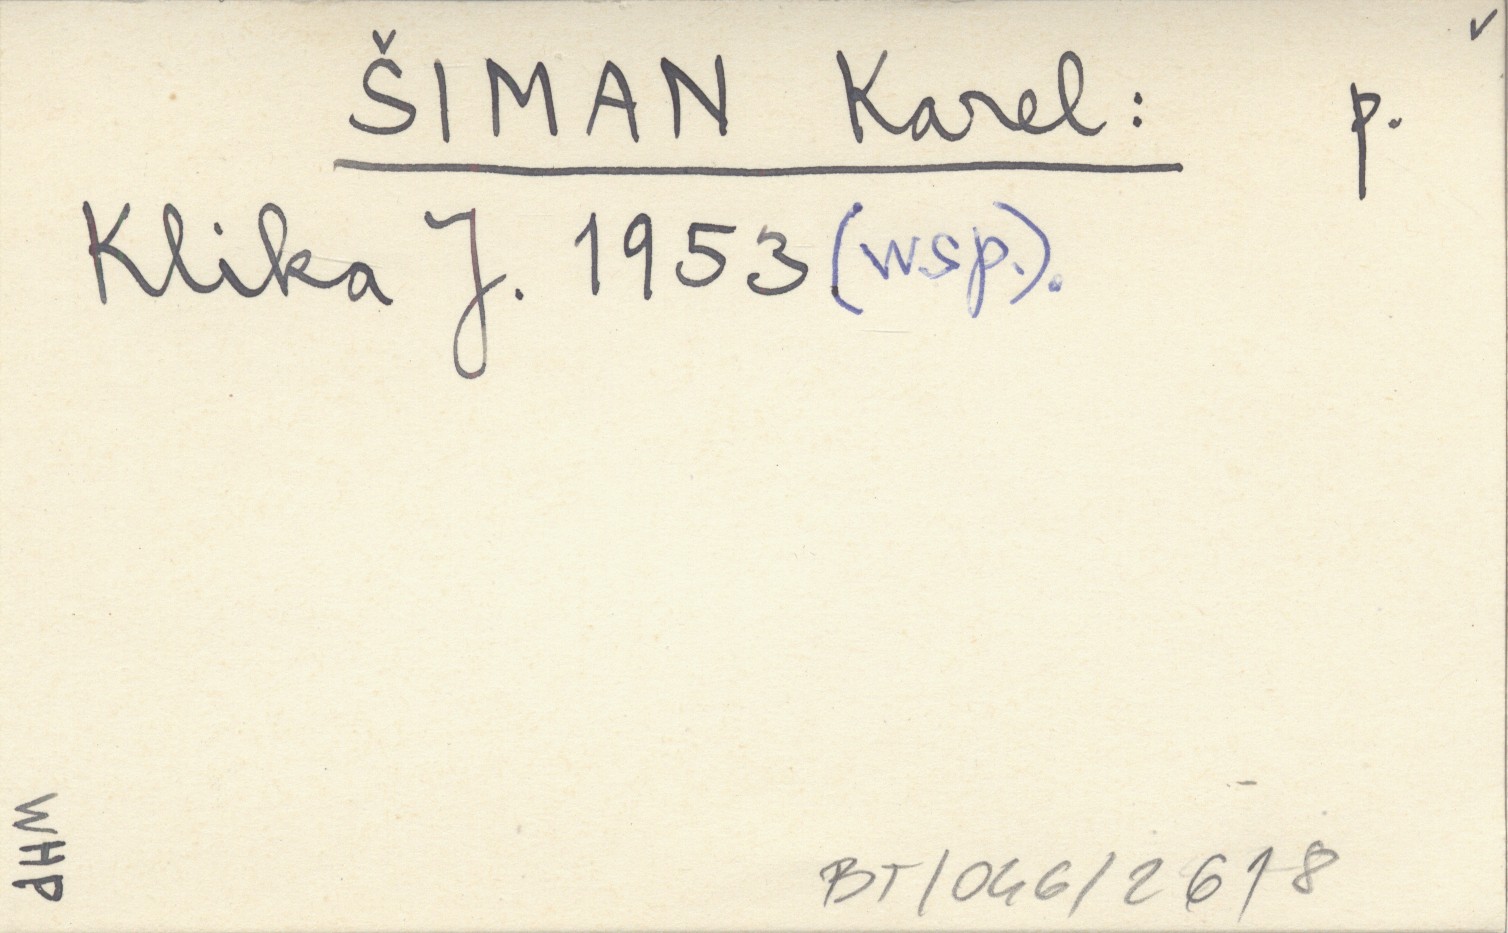 ŠIMAN Karel: p.
Klika J. 1953 (wsp.).
WHP
BT/046/2618